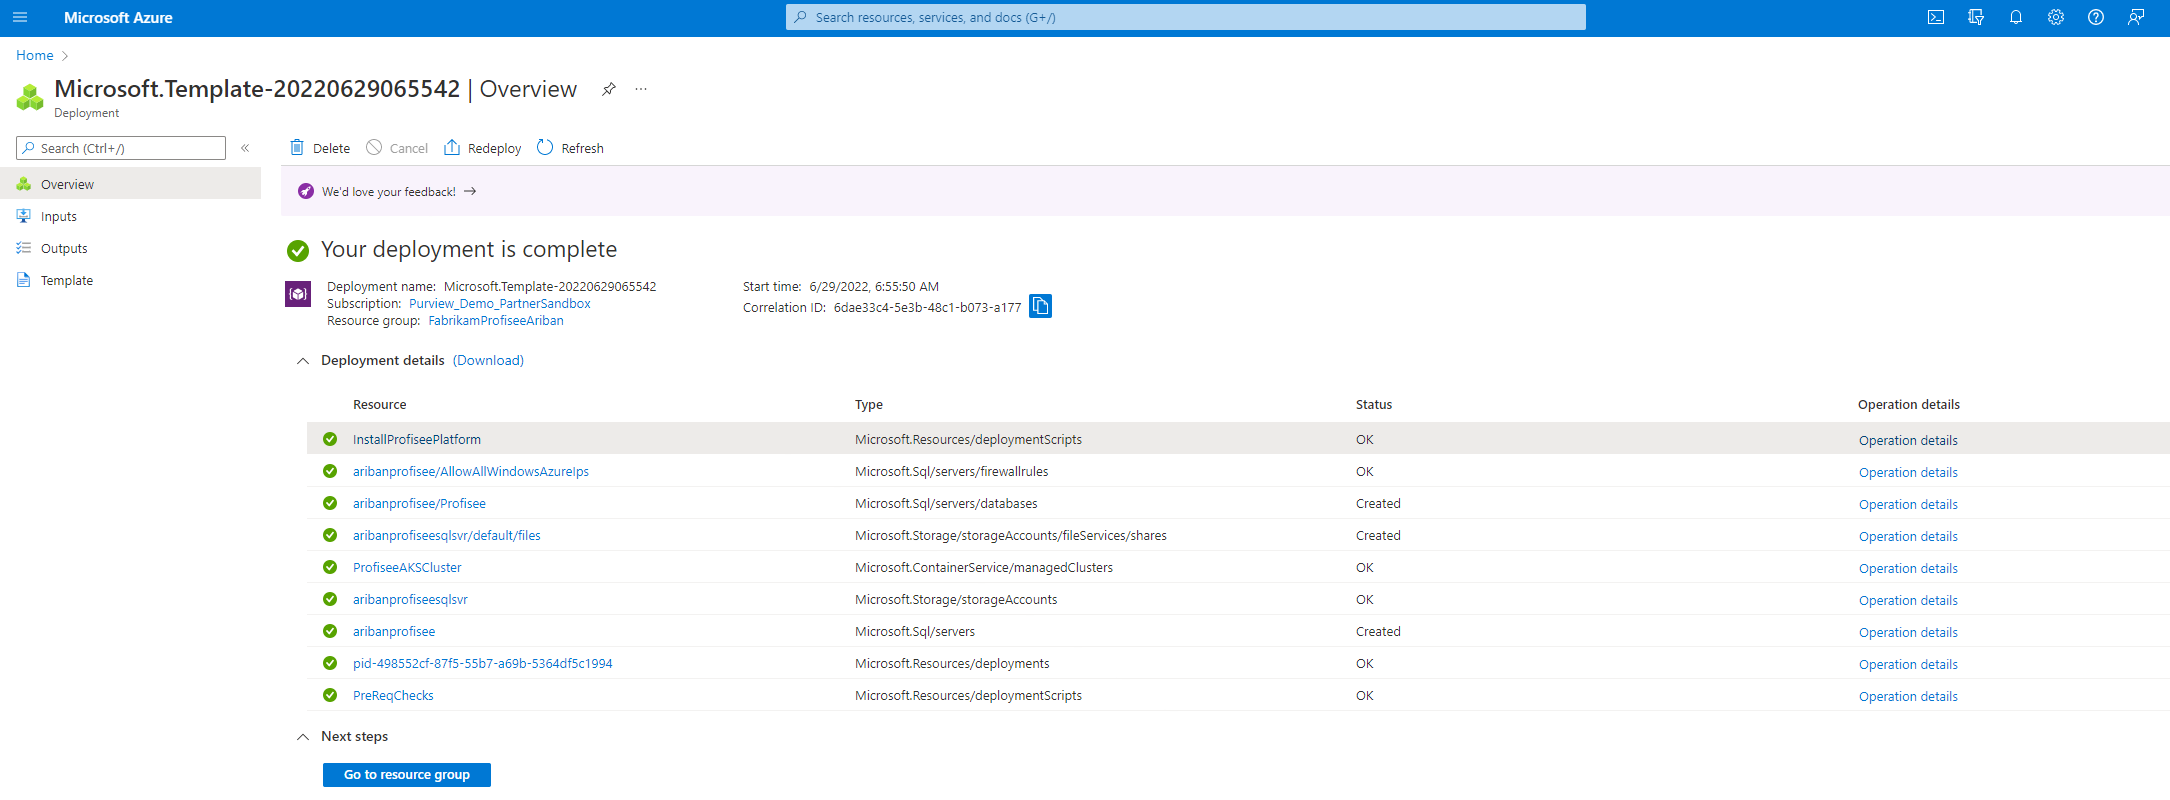 Microsoft Azure
Search resources, services, and docs (G+/)
Home
Microsoft.Template-20220629065542 | Overview
Deployment
Search (Ctrl+/)
Overview
Inputs
Outputs
Template
Delete Cancel Redeploy Refresh
We'd love your feedback! →
Your deployment is complete
Deployment name: Microsoft.Template-20220629065542
Subscription: Purview_Demo_PartnerSandbox
Resource group: FabrikamProfiseeAriban
Start time: 6/29/2022, 6:55:50 AM
Correlation ID: 6dae33c4-5e3b-48c1-b073-a177
Deployment details (Download)
Resource Type Status Operation details
InstallProfiseePlatform Microsoft.Resources/deploymentScripts OK Operation details
aribanprofisee/AllowAllWindowsAzureIps Microsoft.Sql/servers/firewallrules OK Operation details
aribanprofisee/Profisee Microsoft.Sql/servers/databases Created Operation details
aribanprofiseesqlsvr/default/files Microsoft.Storage/storageAccounts/fileServices/shares Created Operation details
ProfiseeAKSCluster Microsoft.ContainerService/managedClusters OK Operation details
aribanprofiseesqlsvr Microsoft.Storage/storageAccounts OK Operation details
aribanprofisee Microsoft.Sql/servers Created Operation details
pid-498552cf-87f5-55b7-a69b-5364df5c1994 Microsoft.Resources/deployments OK Operation details
PreReqChecks Microsoft.Resources/deploymentScripts OK Operation details
Next steps
Go to resource group